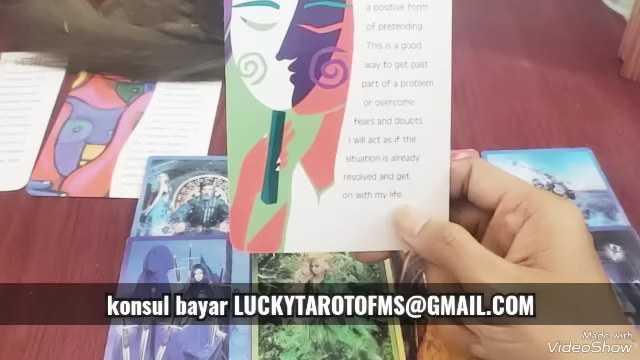 a positive form
of pretending.
This is a good
way to get past
part of a problem
or overcome
fears and doubts.
I will act as if the
situation is already
resolved and get
on with my life.
konsul bayar LUCKYTAROTOFMS@GMAIL.COM
Made with
VideoShow